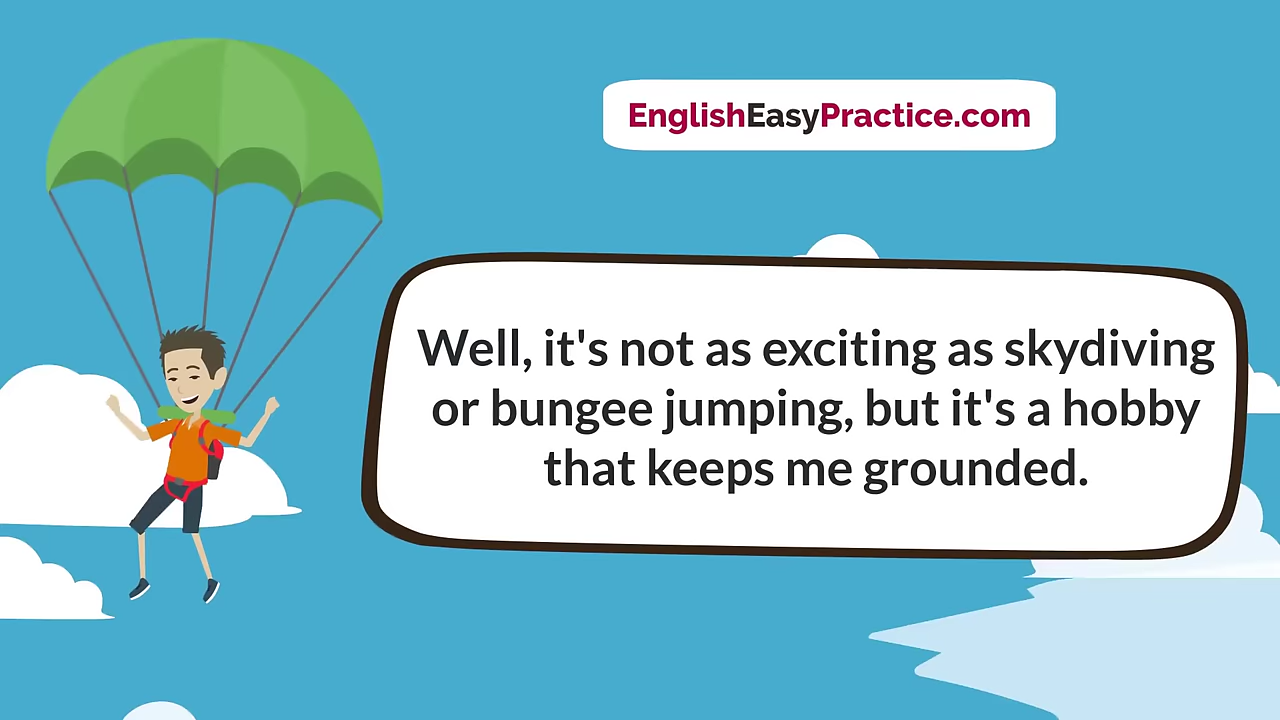 EnglishEasyPractice.com
Well, it's not as exciting as skydiving
or bungee jumping, but it's a hobby
that keeps me grounded.